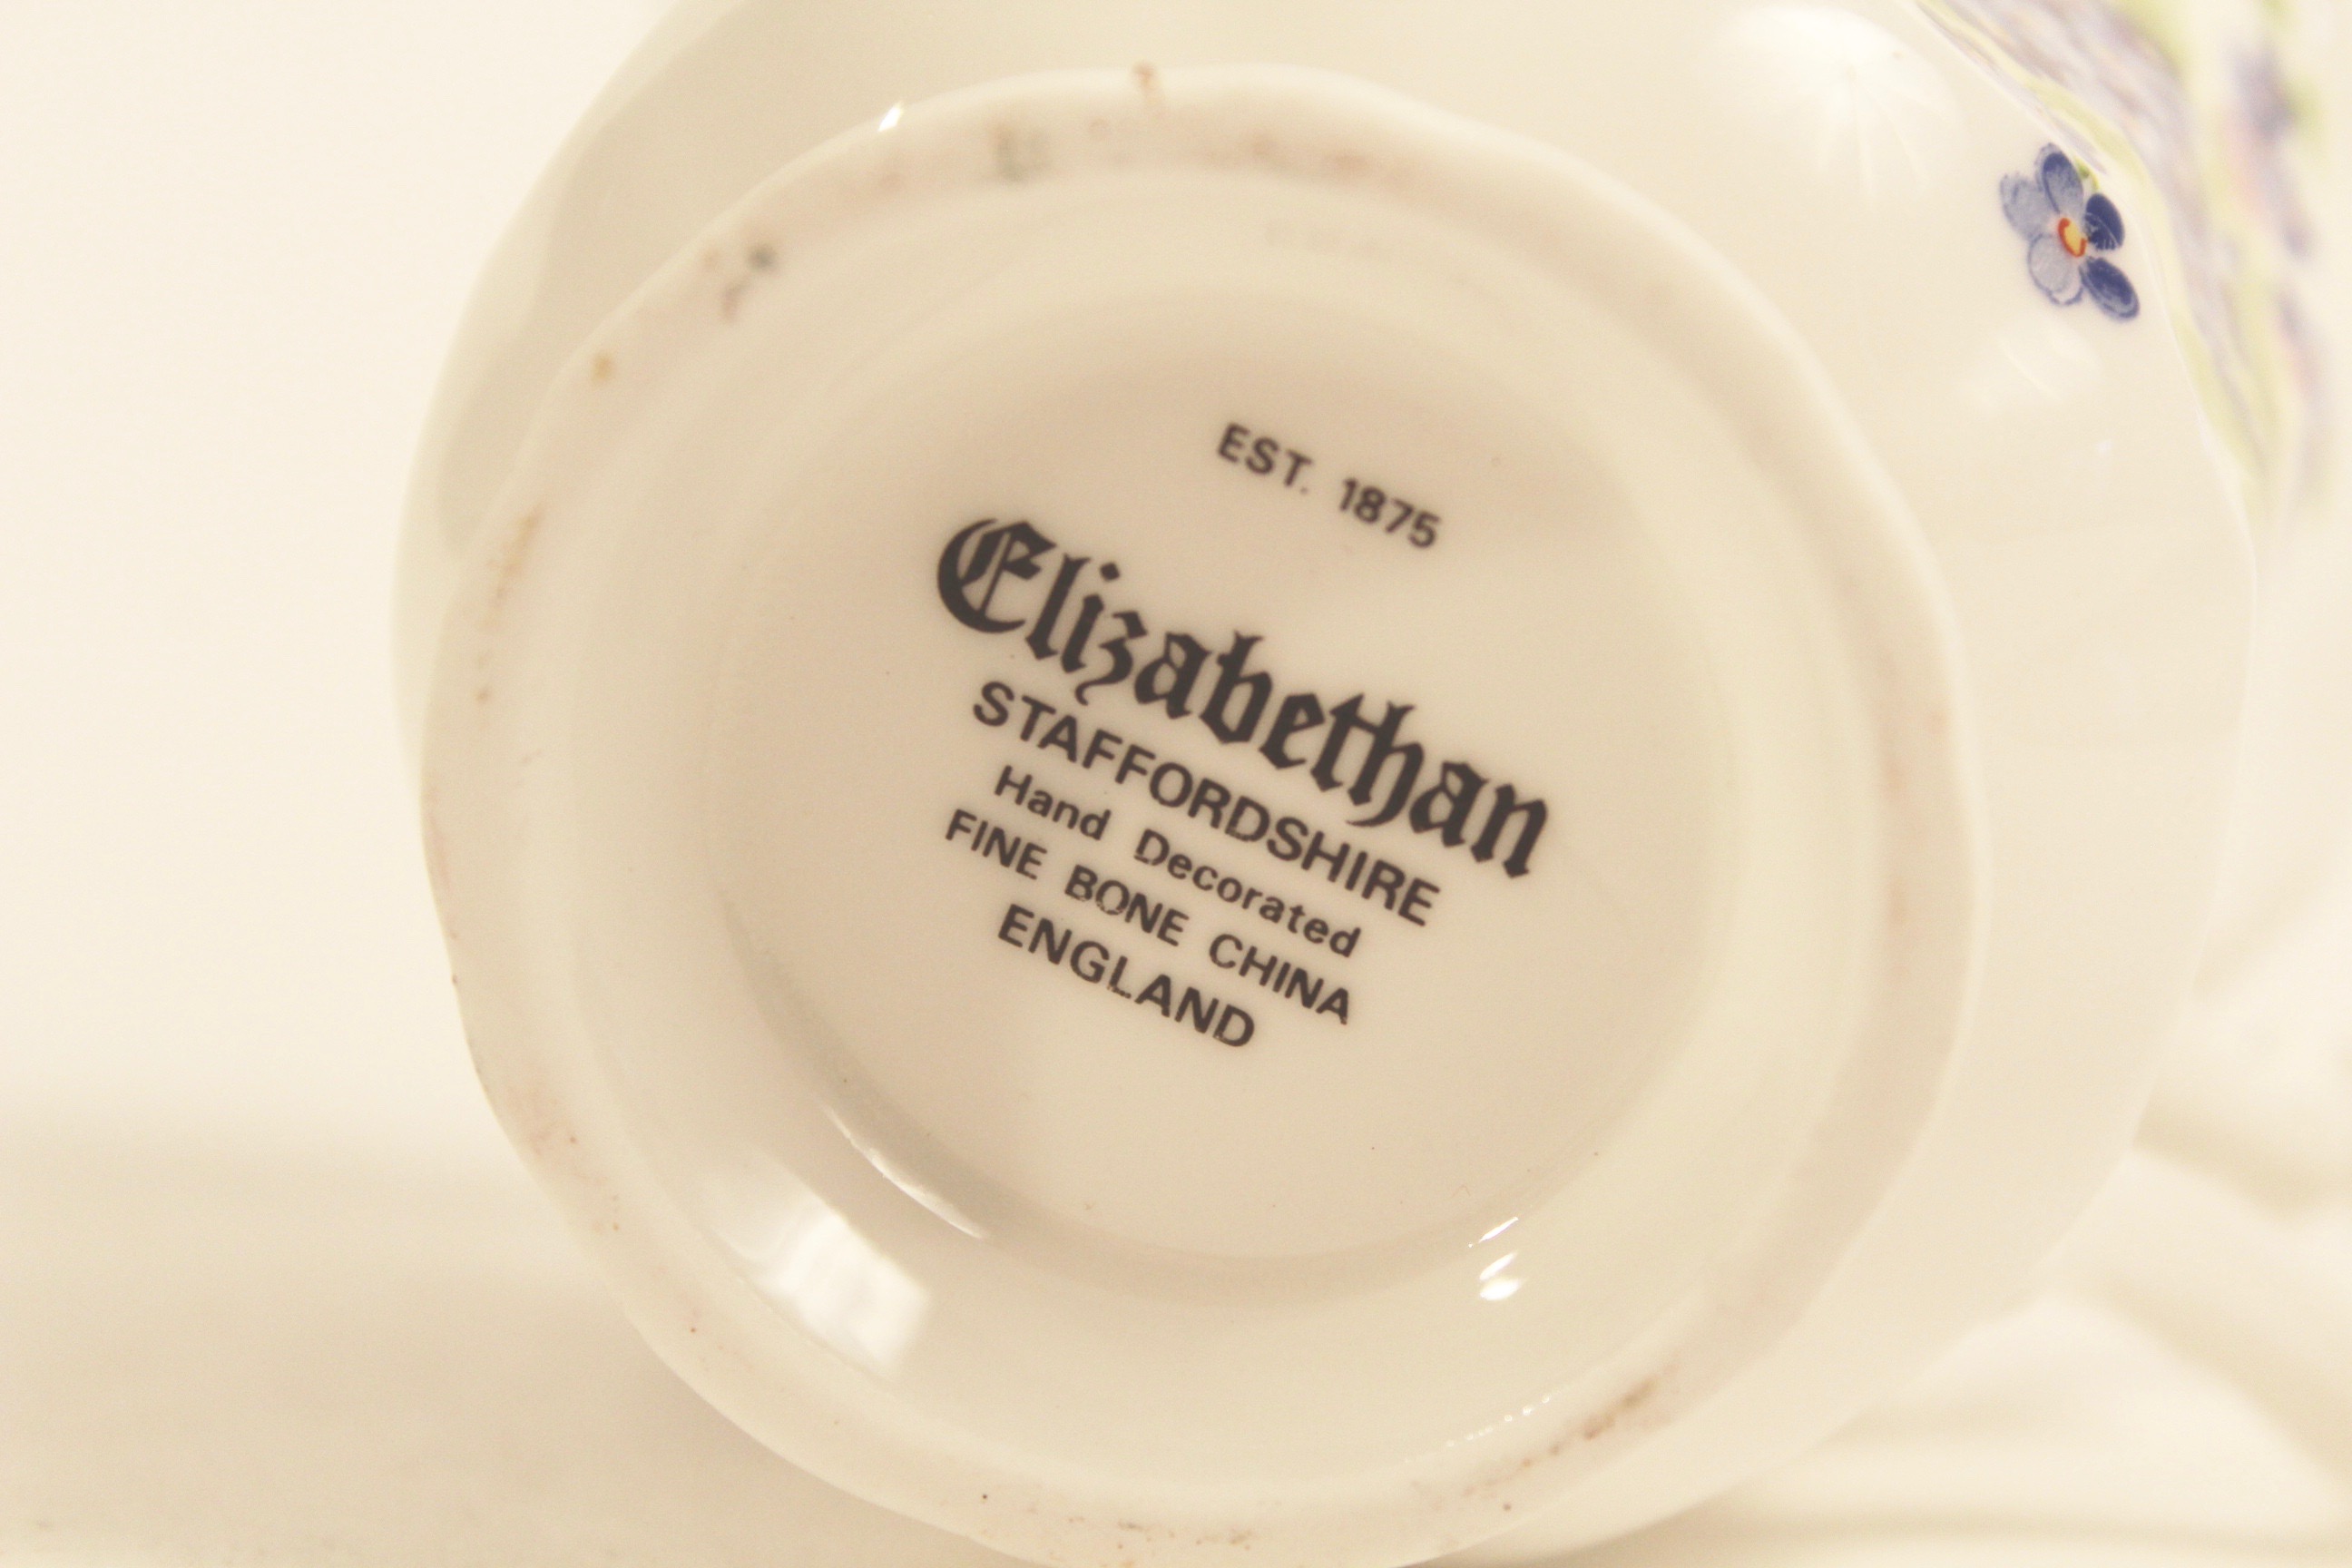 EST. 1875
Elizabethan
STAFFORDSHIRE
Hand Decorated
FINE BONE CHINA
ENGLAND